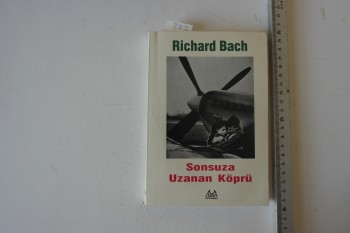 Richard Bach
Sonsuza
Uzanan Köprü